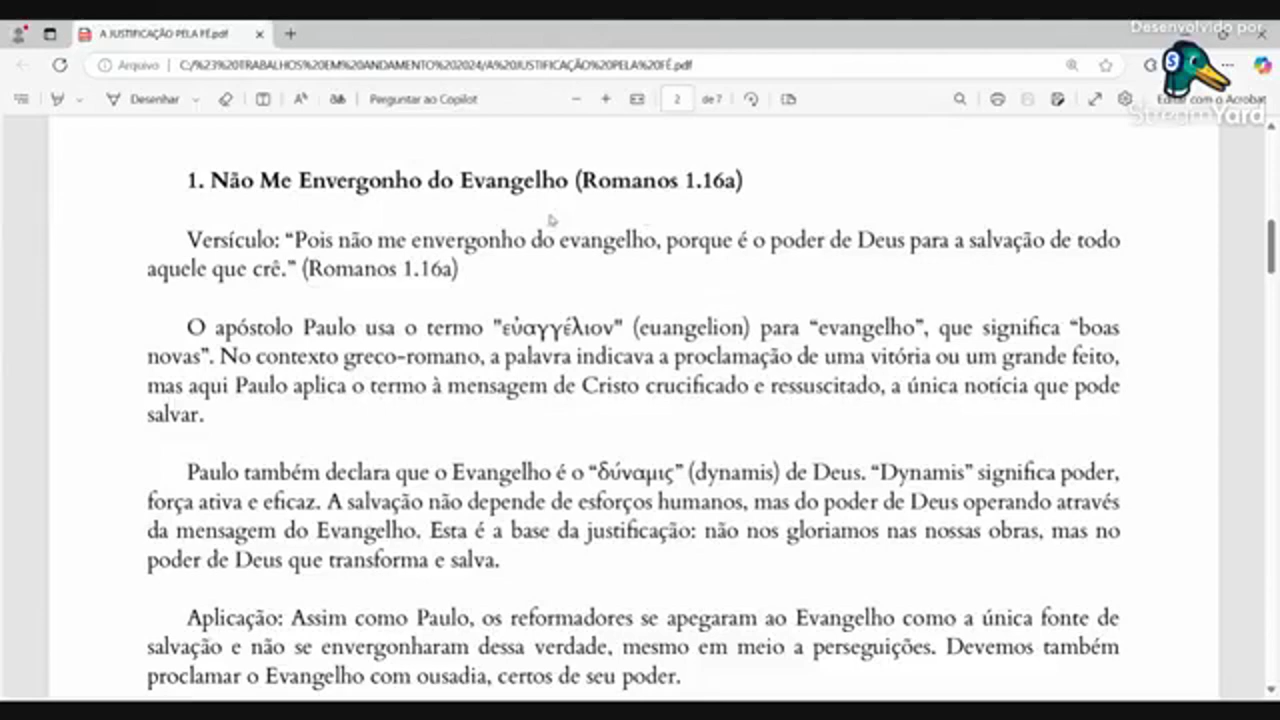 A JUSTIFICAÇÃO PELA FÉ.pdf
Desenvolvido por
Arquivo C:/%23%20TRABALHOS%20EM%20ANDAMENTO%202024/A%20JUSTIFICAÇÃO%20PELA%20FÉ.pdf
Desenhar Perguntar ao Copilot 2 de 7 Editar com o Acrobat
StreamYard
1. Não Me Envergonho do Evangelho (Romanos 1.16a)
Versículo: “Pois não me envergonho do evangelho, porque é o poder de Deus para a salvação de todo
aquele que crê.” (Romanos 1.16a)
O apóstolo Paulo usa o termo "εὐαγγέλιον" (euangelion) para “evangelho”, que significa “boas
novas”. No contexto greco-romano, a palavra indicava a proclamação de uma vitória ou um grande feito,
mas aqui Paulo aplica o termo à mensagem de Cristo crucificado e ressuscitado, a única notícia que pode
salvar.
Paulo também declara que o Evangelho é o “δύναμις” (dynamis) de Deus. “Dynamis” significa poder,
força ativa e eficaz. A salvação não depende de esforços humanos, mas do poder de Deus operando através
da mensagem do Evangelho. Esta é a base da justificação: não nos gloriamos nas nossas obras, mas no
poder de Deus que transforma e salva.
Aplicação: Assim como Paulo, os reformadores se apegaram ao Evangelho como a única fonte de
salvação e não se envergonharam dessa verdade, mesmo em meio a perseguições. Devemos também
proclamar o Evangelho com ousadia, certos de seu poder.